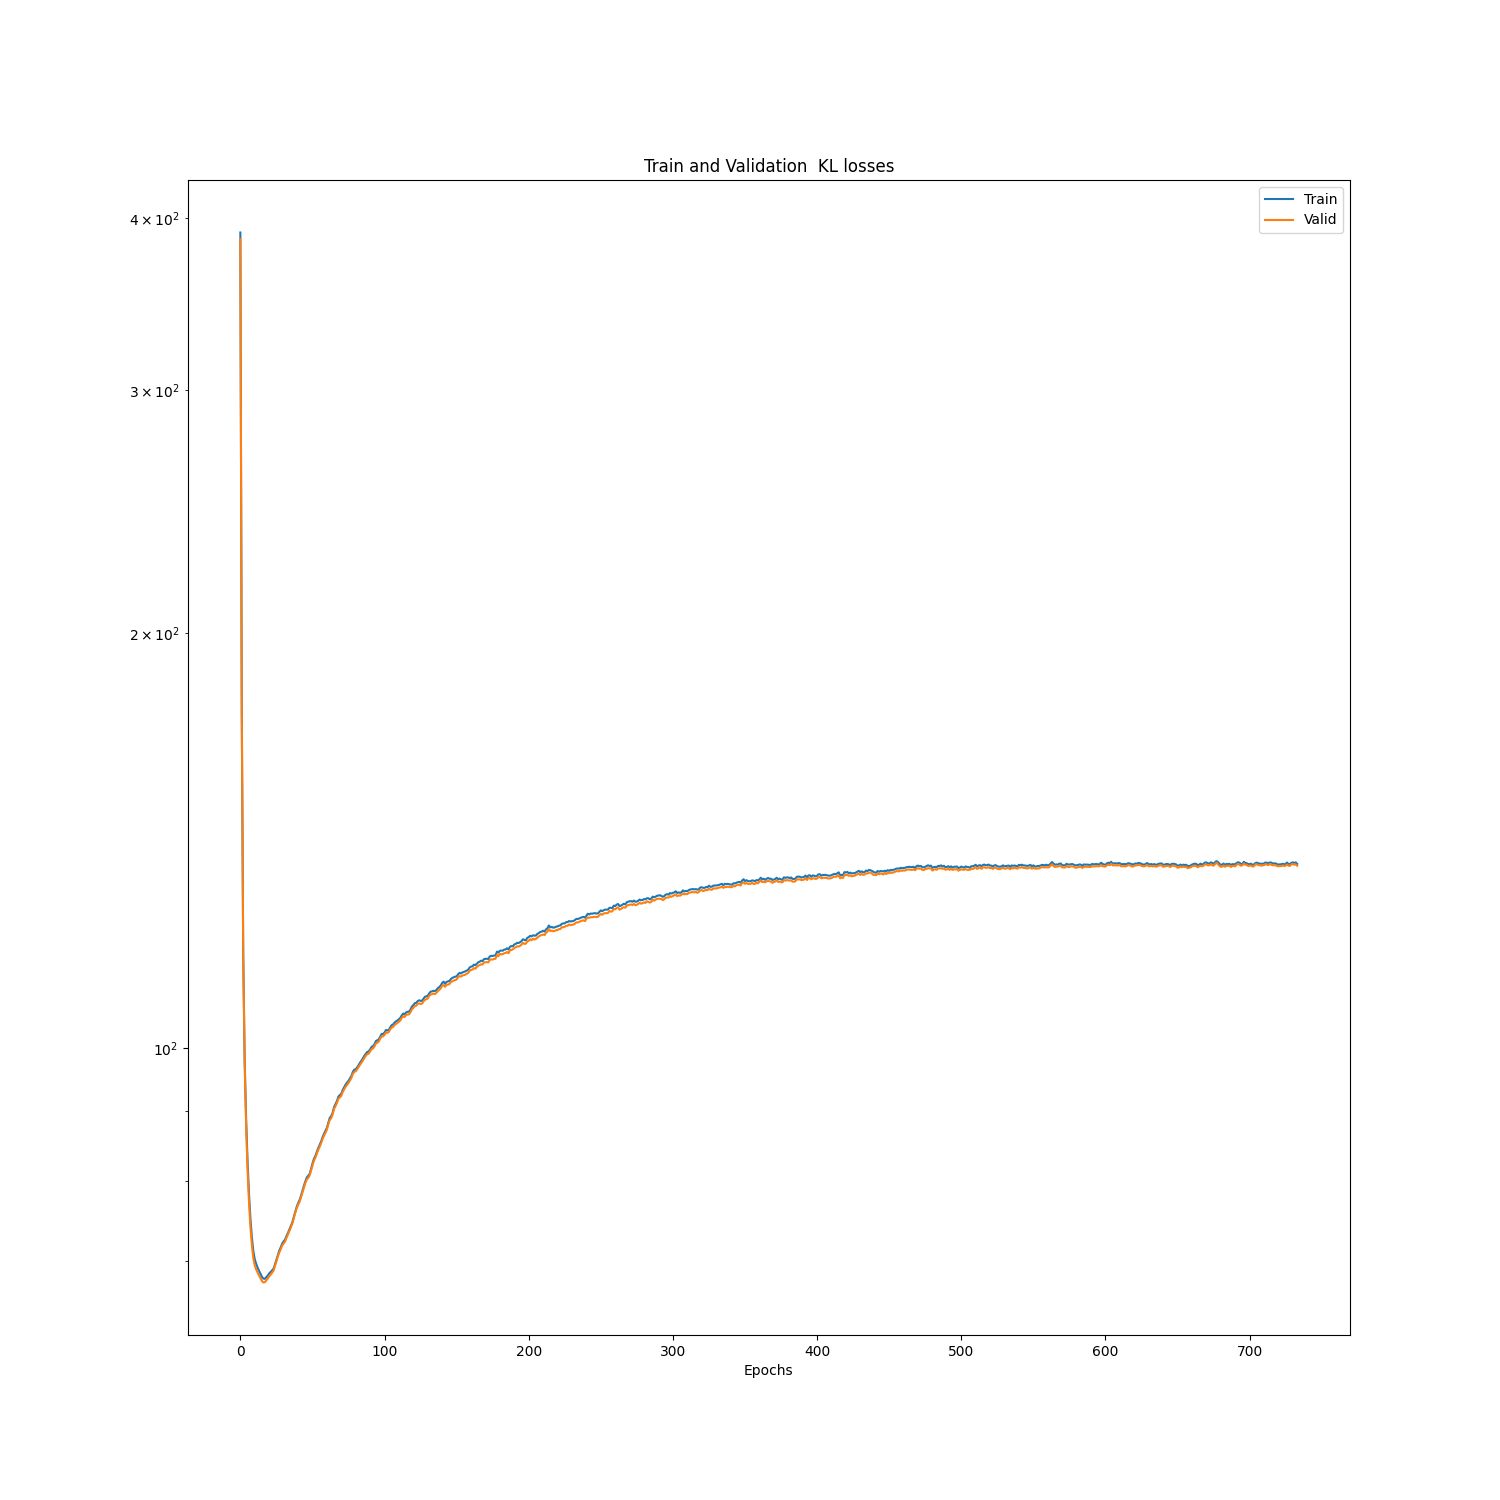 Train and Validation  KL losses
Train
Valid
4 × 10²
3 × 10²
2 × 10²
10²
0 100 200 300 400 500 600 700
Epochs